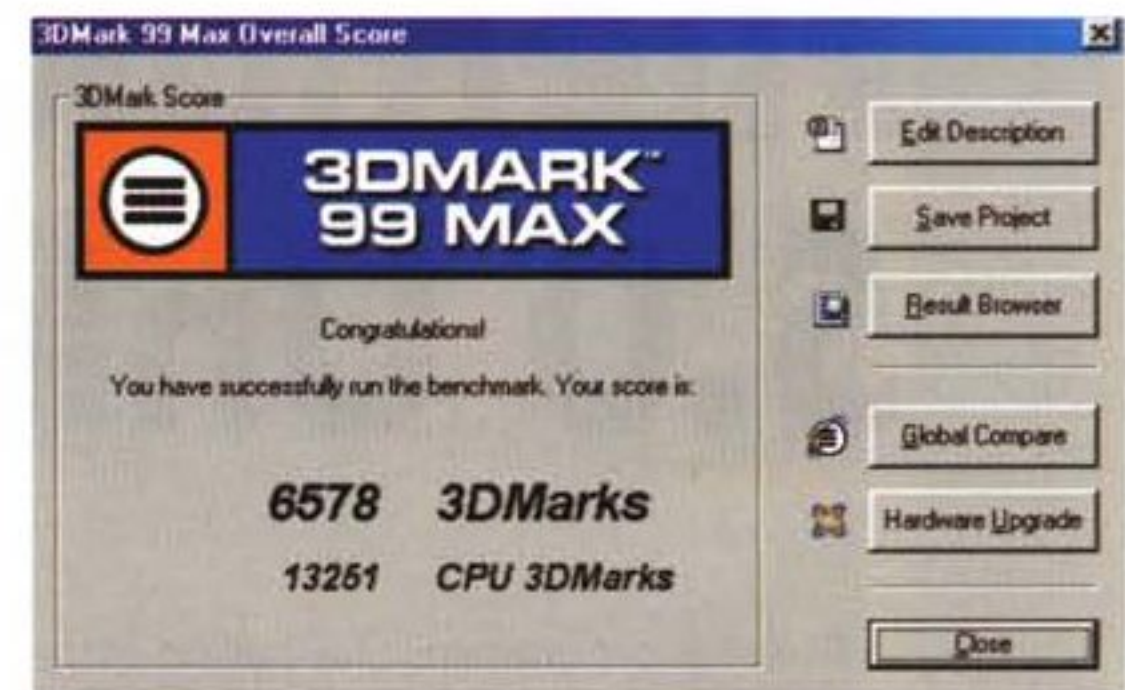 3DMark 99 Max Overall Score
3DMark Score
3DMARK™
99 MAX
Congratulations!
You have successfully run the benchmark. Your score is:
6578 3DMarks
13251 CPU 3DMarks
Edit Description
Save Project
Result Browser
Global Compare
Hardware Upgrade
Close